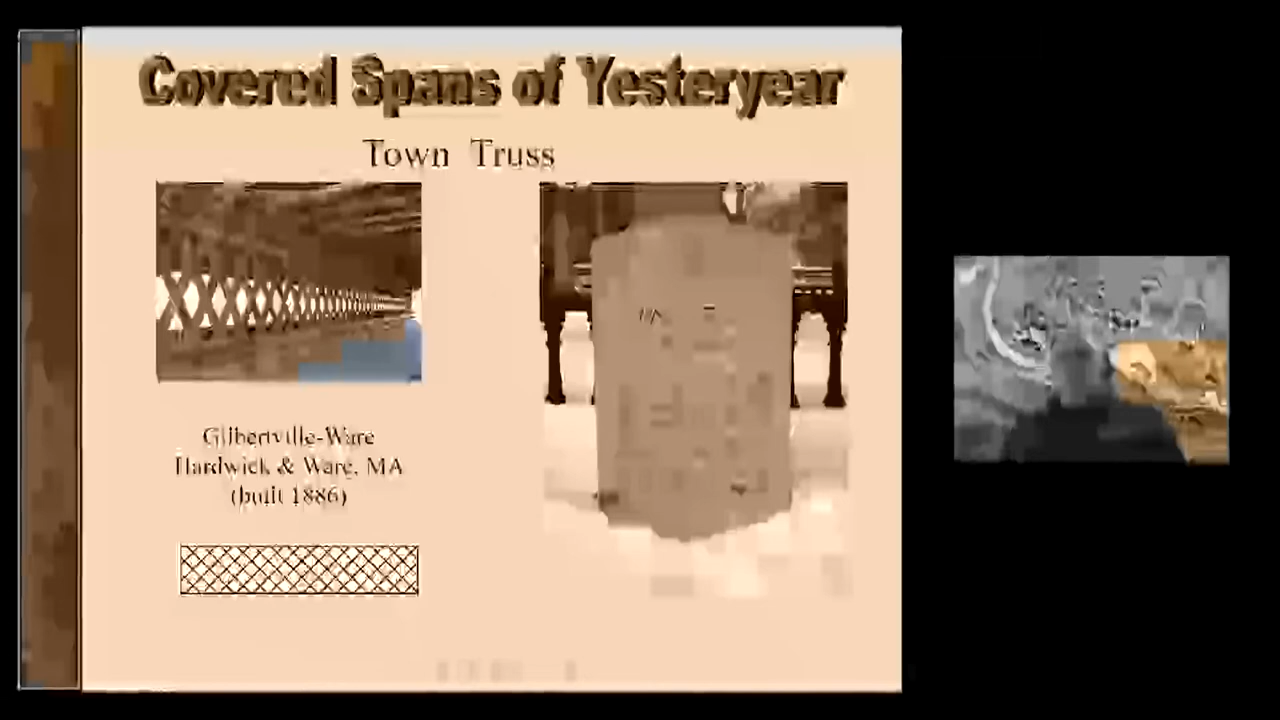 Covered Spans of Yesteryear
Town Truss
Gilbertville-Ware
Hardwick & Ware, MA
(built 1886)